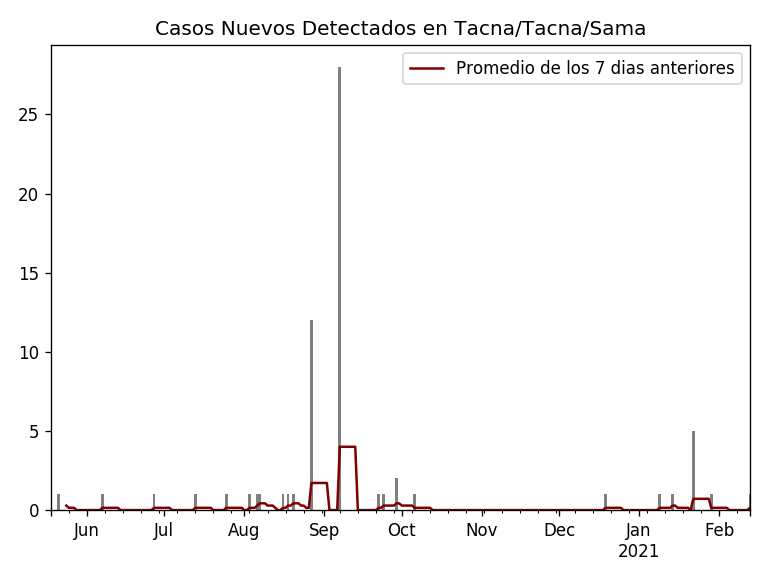 Casos Nuevos Detectados en Tacna/Tacna/Sama
Promedio de los 7 dias anteriores
25
20
15
10
5
0
Jun Jul Aug Sep Oct Nov Dec Jan Feb
2021